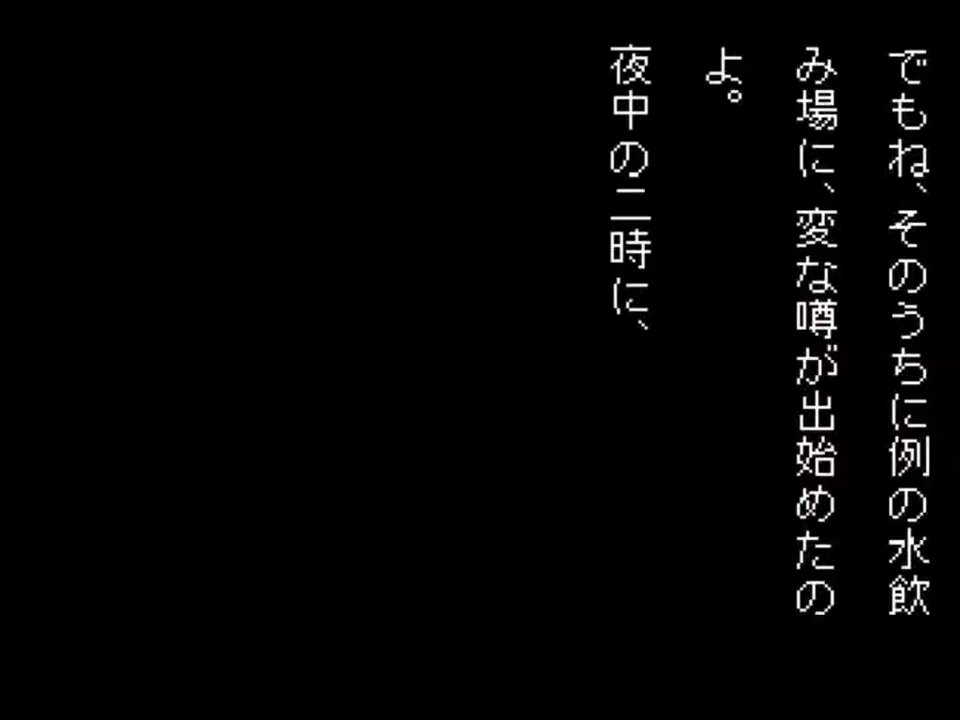 でもね、そのうちに例の水飲
み場に、変な噂が出始めたの
よ。
夜中の二時に、